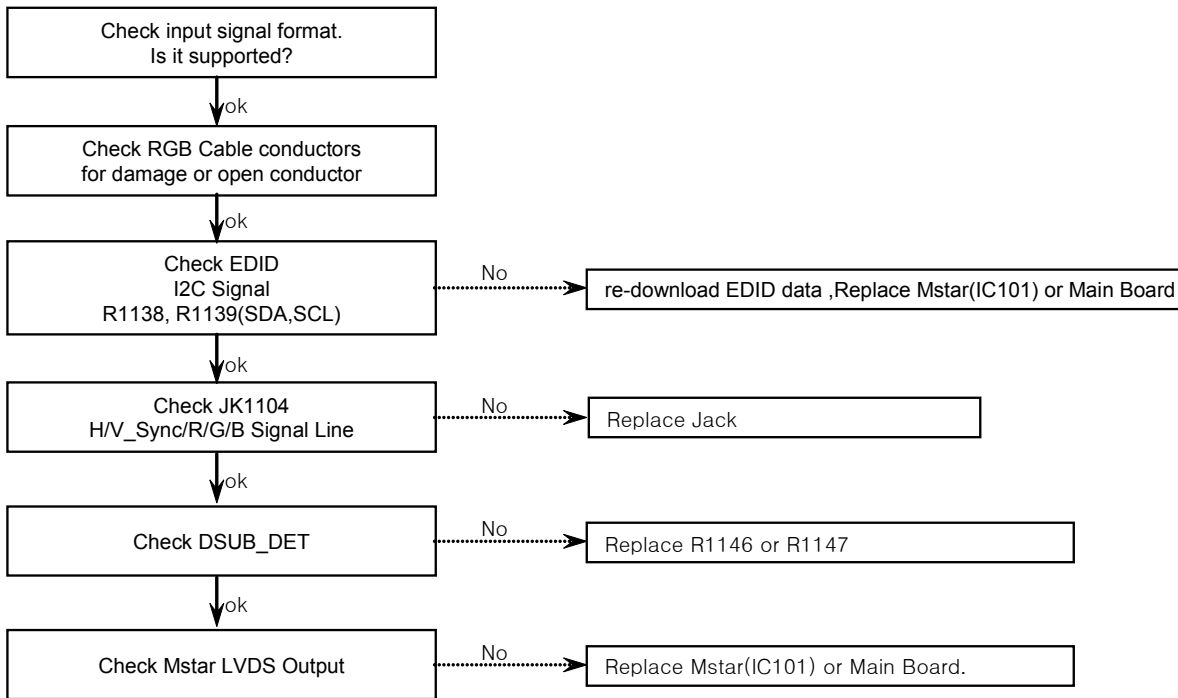 Check input signal format.
Is it supported?
ok
Check RGB Cable conductors
for damage or open conductor
ok
Check EDID
I2C Signal
R1138, R1139(SDA,SCL)
No
re-download EDID data ,Replace Mstar(IC101) or Main Board
ok
Check JK1104
H/V_Sync/R/G/B Signal Line
No
Replace Jack
ok
Check DSUB_DET
No
Replace R1146 or R1147
ok
Check Mstar LVDS Output
No
Replace Mstar(IC101) or Main Board.